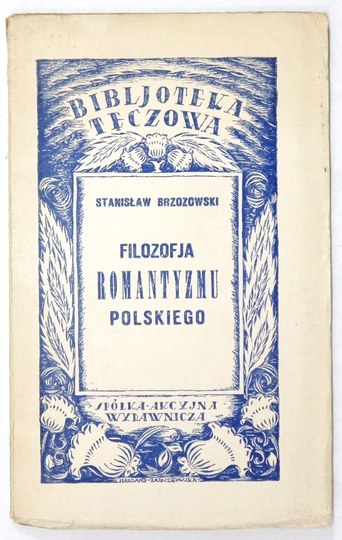 BIBLJOTEKA
TĘCZOWA
STANISŁAW BRZOZOWSKI
FILOZOFJA
ROMANTYZMU
POLSKIEGO
SPÓŁKA·AKCYJNA
WYDAWNICZA